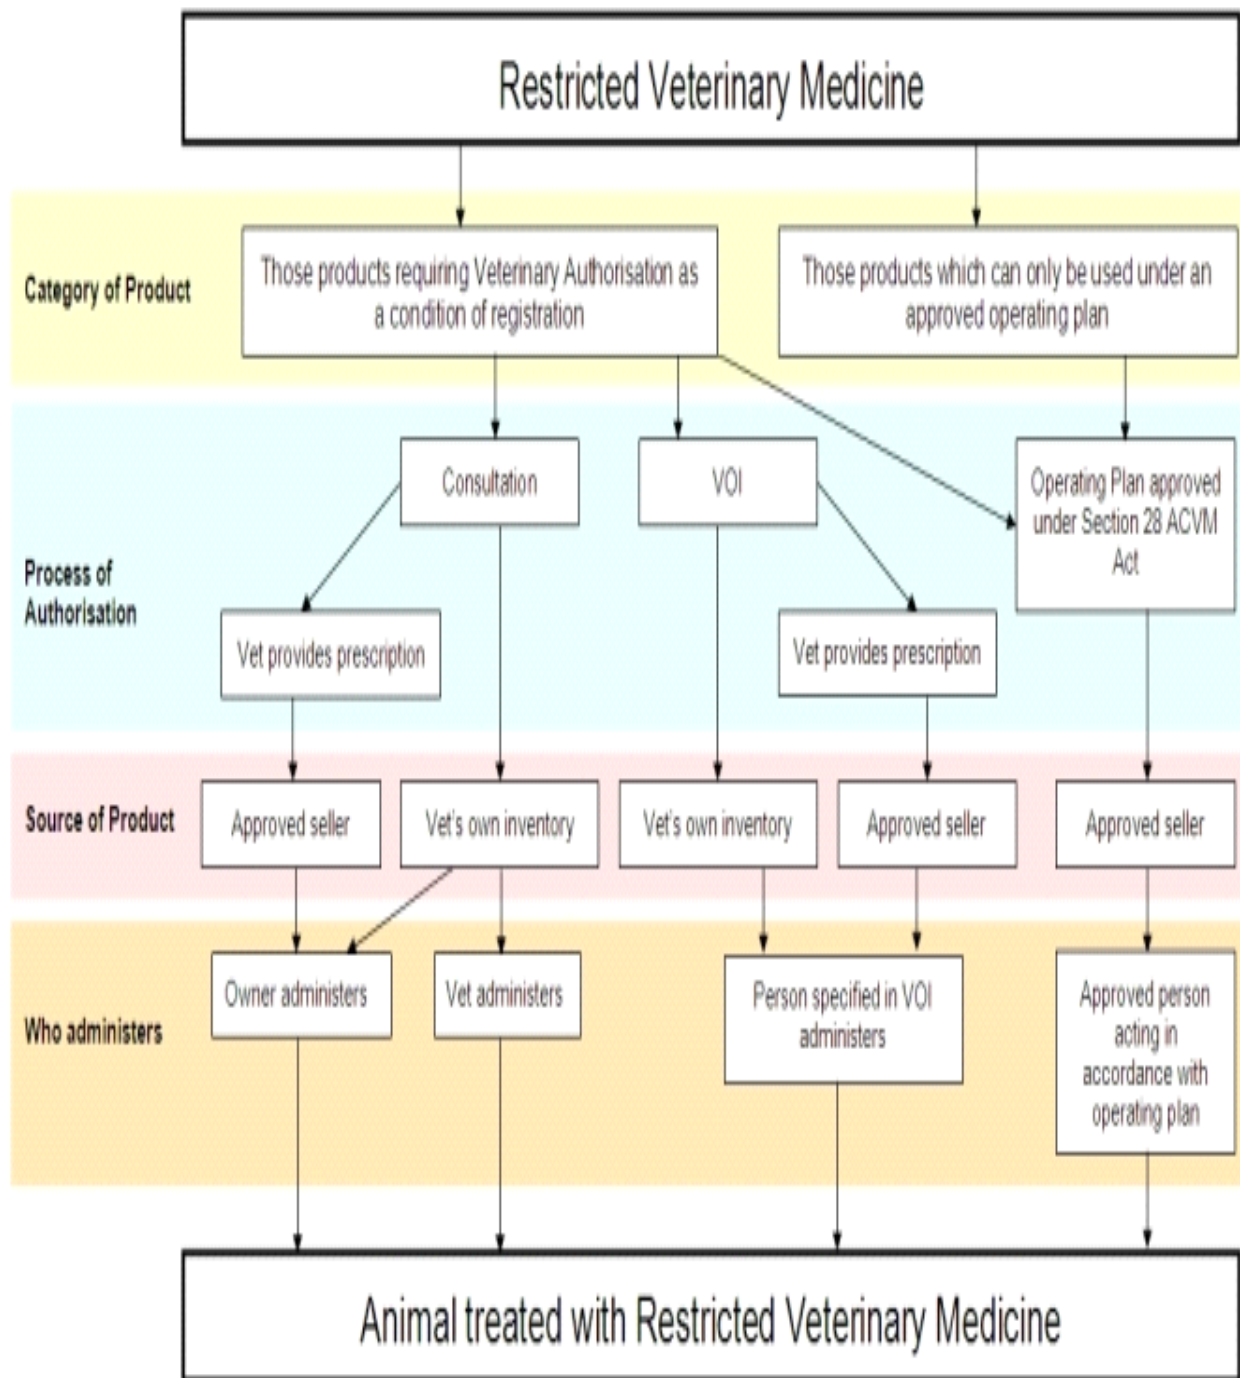 Restricted Veterinary Medicine
Category of Product
Those products requiring Veterinary Authorisation as
a condition of registration
Those products which can only be used under an
approved operating plan
Process of
Authorisation
Consultation
VOI
Operating Plan approved
under Section 28 ACVM
Act
Vet provides prescription
Vet provides prescription
Source of Product
Approved seller
Vet's own inventory
Vet's own inventory
Approved seller
Approved seller
Who administers
Owner administers
Vet administers
Person specified in VOI
administers
Approved person
acting in
accordance with
operating plan
Animal treated with Restricted Veterinary Medicine